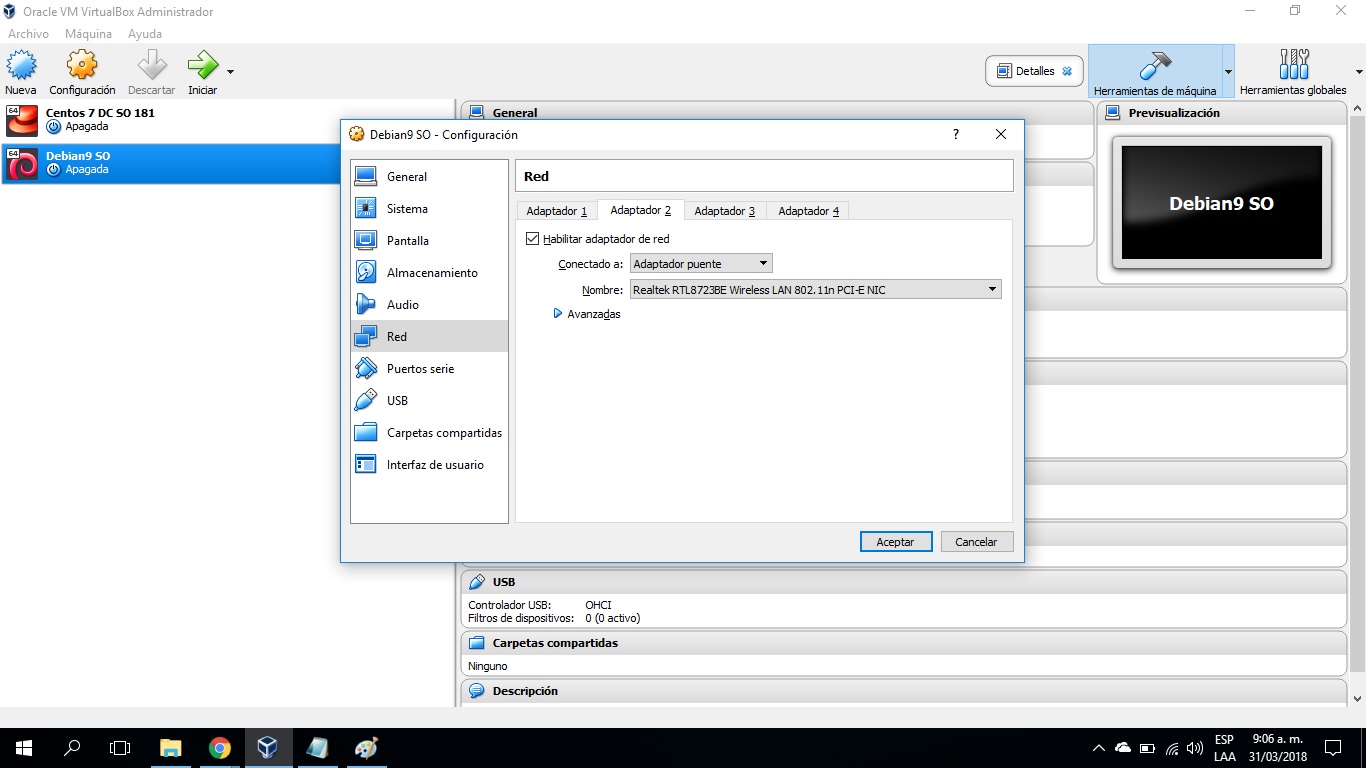 Oracle VM VirtualBox Administrador
Archivo Máquina Ayuda
Nueva Configuración Descartar Iniciar
Detalles
Herramientas de máquina
Herramientas globales
64
Centos 7 DC SO 181
Apagada
64
Debian9 SO
Apagada
General
Previsualización
Debian9 SO
Debian9 SO - Configuración
?
General
Sistema
Pantalla
Almacenamiento
Audio
Red
Puertos serie
USB
Carpetas compartidas
Interfaz de usuario
Red
Adaptador 1 Adaptador 2 Adaptador 3 Adaptador 4
Habilitar adaptador de red
Conectado a: Adaptador puente
Nombre: Realtek RTL8723BE Wireless LAN 802.11n PCI-E NIC
Avanzadas
Aceptar Cancelar
USB
Controlador USB: OHCI
Filtros de dispositivos: 0 (0 activo)
Carpetas compartidas
Ninguno
Descripción
ESP
LAA
9:06 a. m.
31/03/2018